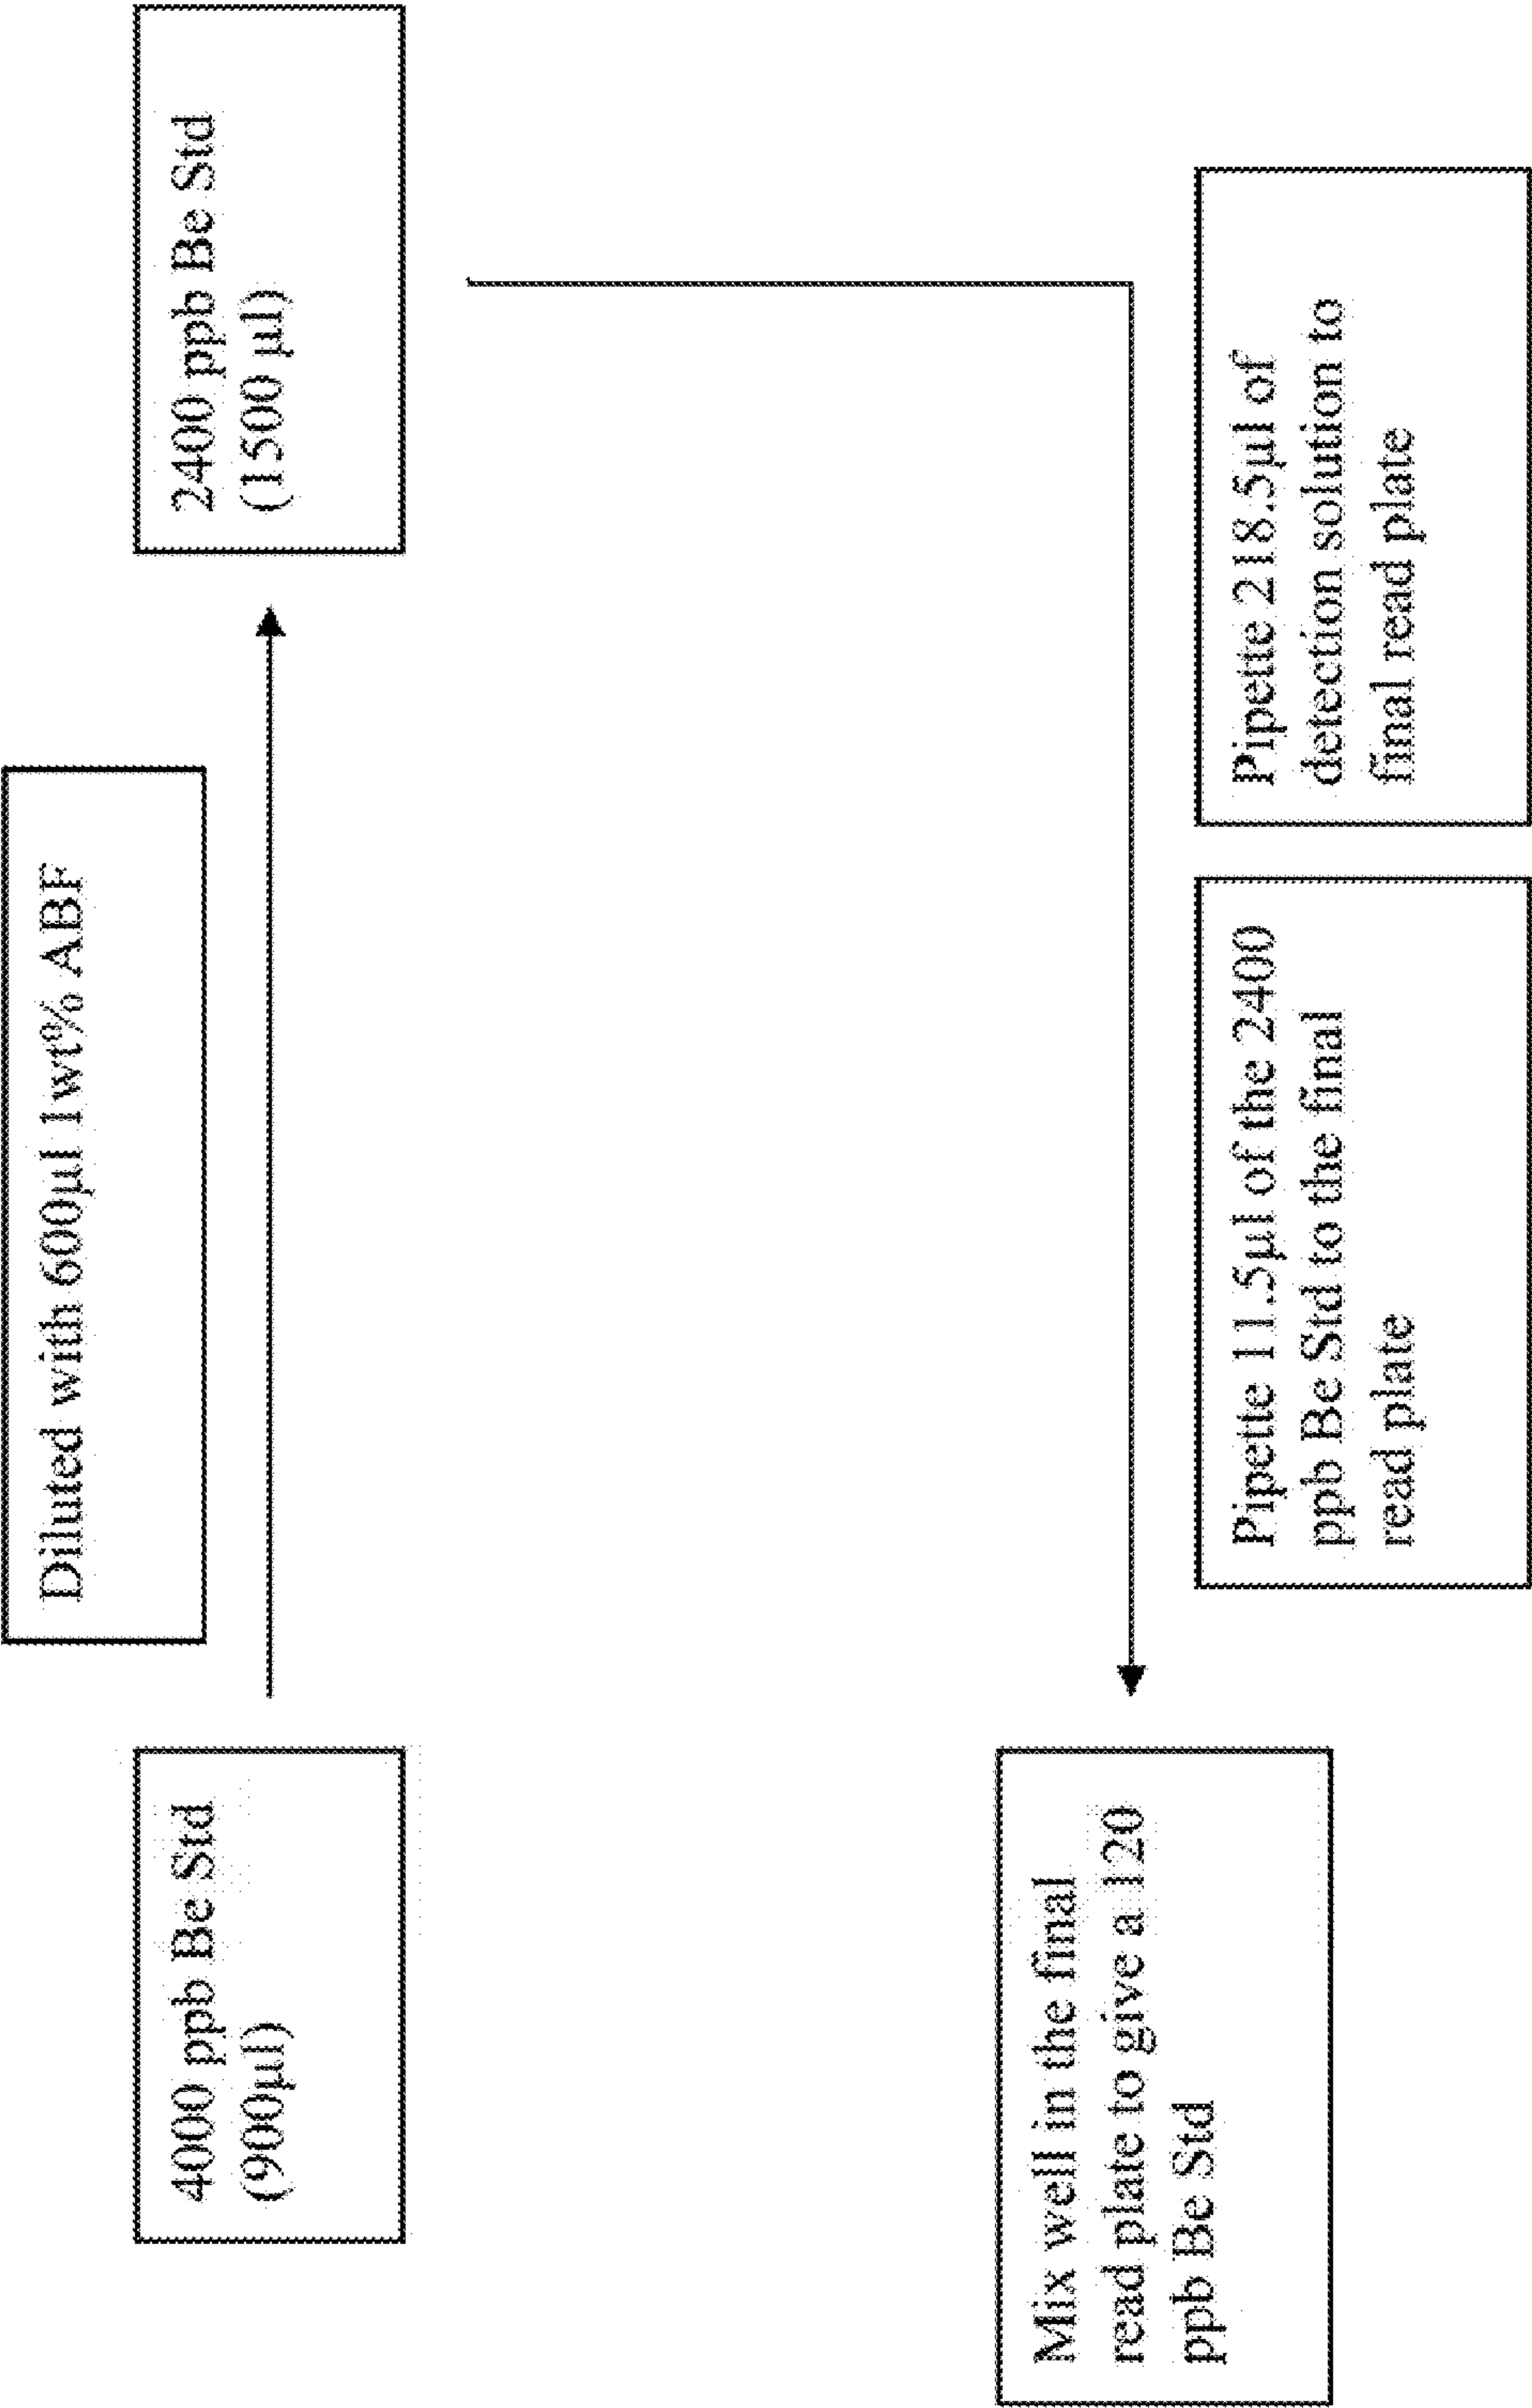 Diluted with 600µl 1wt% ABF
4000 ppb Be Std
(900µl)
2400 ppb Be Std
(1500 µl)
Mix well in the final
read plate to give a 120
ppb Be Std
Pipette 11.5µl of the 2400
ppb Be Std to the final
read plate
Pipette 218.5µl of
detection solution to
final read plate